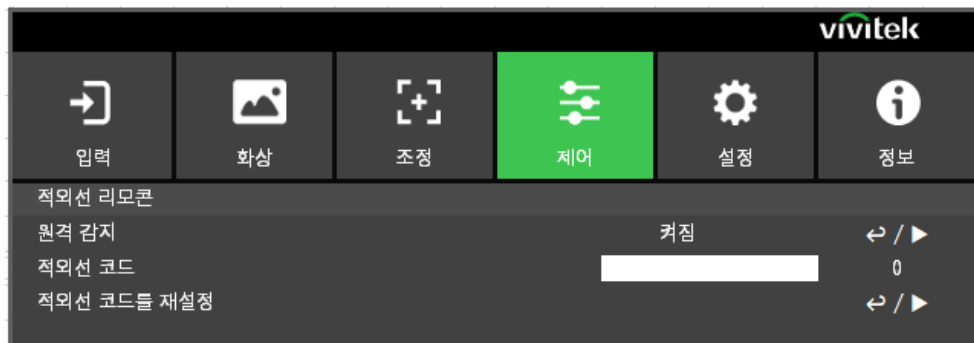 vivitek
입력 화상 조정 제어 설정 정보
적외선 리모콘
원격 감지 켜짐 ↩ / ▶
적외선 코드 0
적외선 코드를 재설정 ↩ / ▶